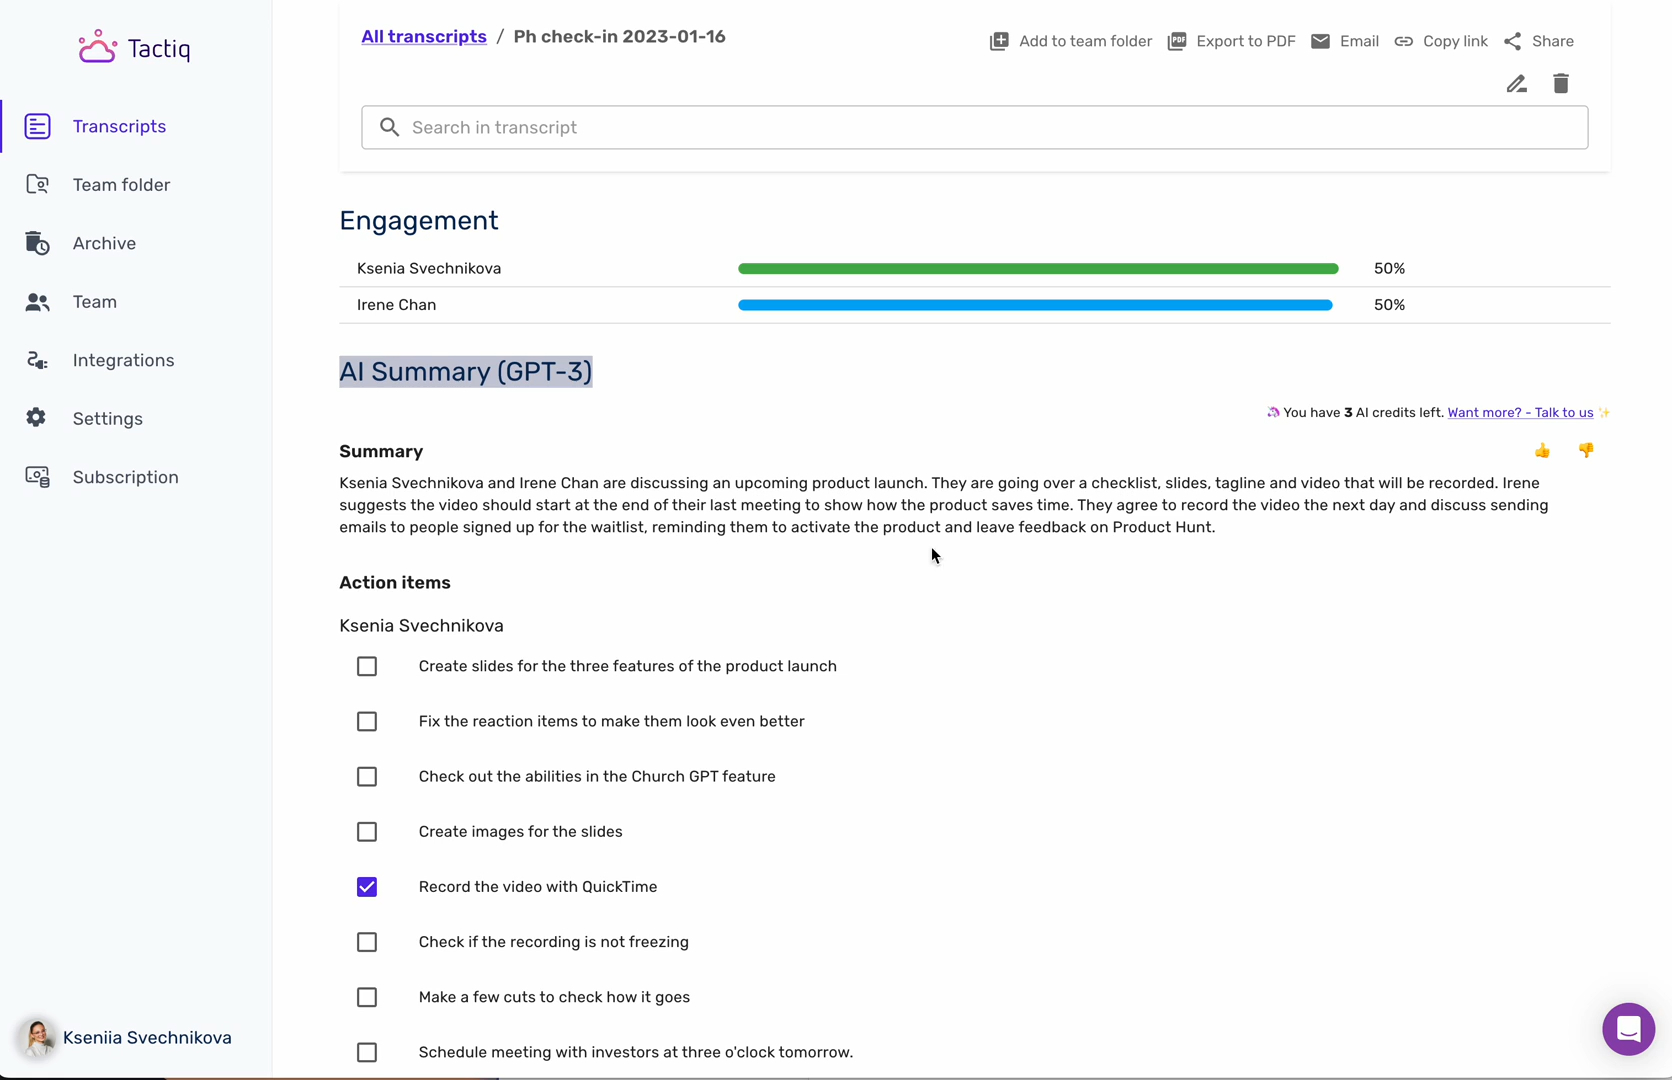 Tactiq
Transcripts
Team folder
Archive
Team
Integrations
Settings
Subscription
Kseniia Svechnikova
All transcripts / Ph check-in 2023-01-16
Add to team folder
PDF Export to PDF
Email
Copy link
Share
Search in transcript
Engagement
Ksenia Svechnikova 50%
Irene Chan 50%
AI Summary (GPT-3)
You have 3 AI credits left. Want more? - Talk to us
Summary
Ksenia Svechnikova and Irene Chan are discussing an upcoming product launch. They are going over a checklist, slides, tagline and video that will be recorded. Irene
suggests the video should start at the end of their last meeting to show how the product saves time. They agree to record the video the next day and discuss sending
emails to people signed up for the waitlist, reminding them to activate the product and leave feedback on Product Hunt.
Action items
Ksenia Svechnikova
Create slides for the three features of the product launch
Fix the reaction items to make them look even better
Check out the abilities in the Church GPT feature
Create images for the slides
Record the video with QuickTime
Check if the recording is not freezing
Make a few cuts to check how it goes
Schedule meeting with investors at three o'clock tomorrow.